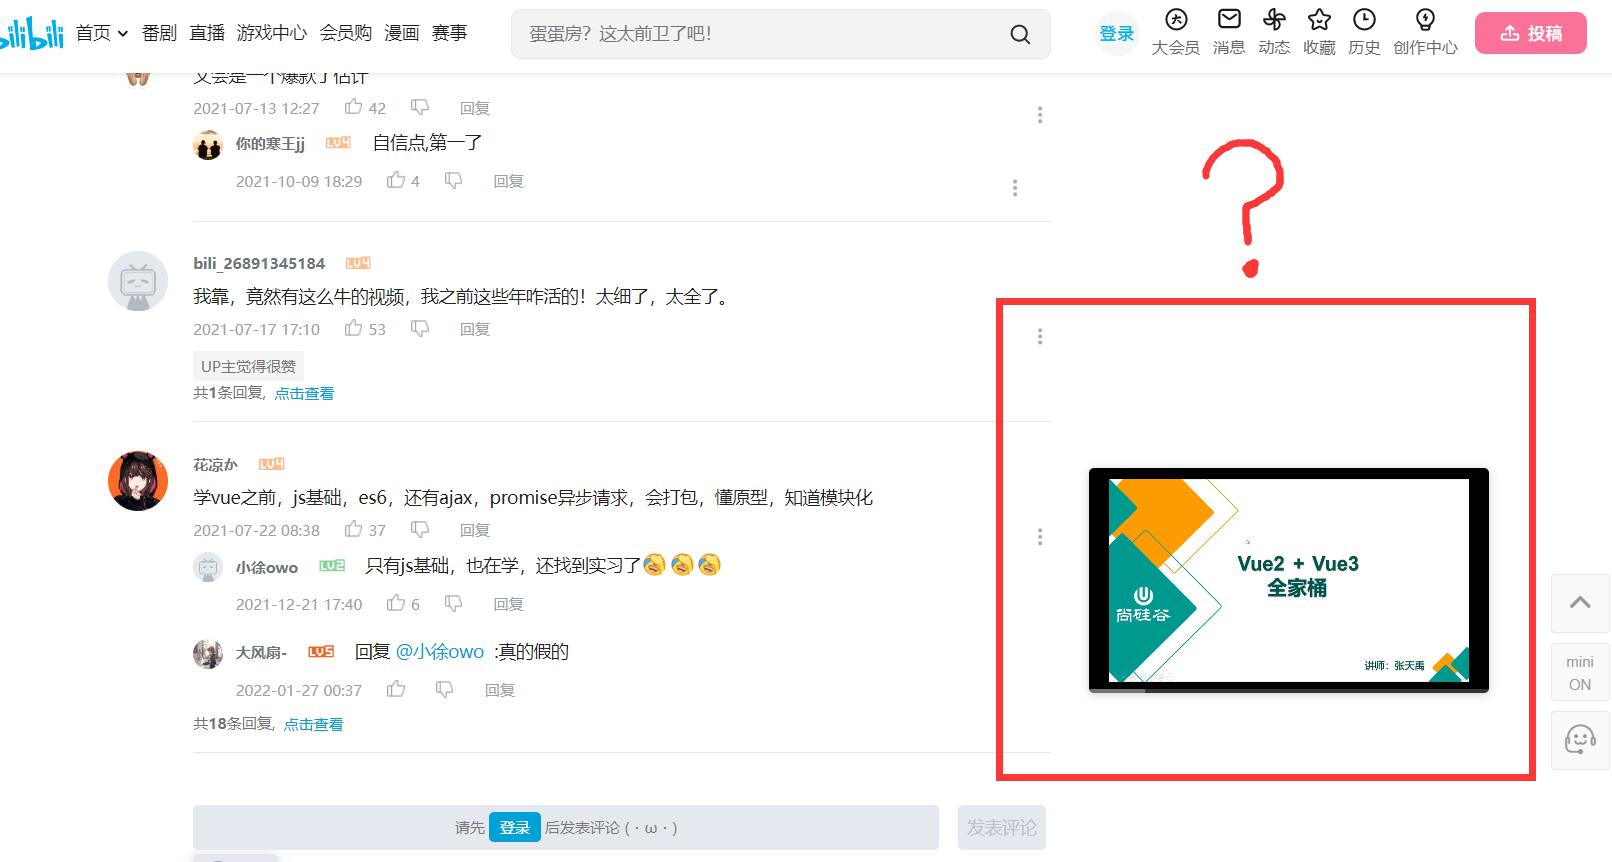 bilibili 首页 番剧 直播 游戏中心 会员购 漫画 赛事 蛋蛋房？这太前卫了吧！ 登录 大会员 消息 动态 收藏 历史 创作中心 投稿
又会是一个爆款了估计
2021-07-13 12:27 42 回复
你的寒王jj LV4 自信点,第一了
2021-10-09 18:29 4 回复
bili_26891345184 LV4
我靠，竟然有这么牛的视频，我之前这些年咋活的！太细了，太全了。
2021-07-17 17:10 53 回复
UP主觉得很赞
共1条回复, 点击查看
花凉か LV4
学vue之前，js基础，es6，还有ajax，promise异步请求，会打包，懂原型，知道模块化
2021-07-22 08:38 37 回复
小徐owo LV2 只有js基础，也在学，还找到实习了
2021-12-21 17:40 6 回复
大风扇- LV5 回复 @小徐owo :真的假的
2022-01-27 00:37 回复
共18条回复, 点击查看
请先 登录 后发表评论 (・ω・) 发表评论
?
Vue2 + Vue3
全家桶
尚硅谷
讲师：张天禹
mini
ON